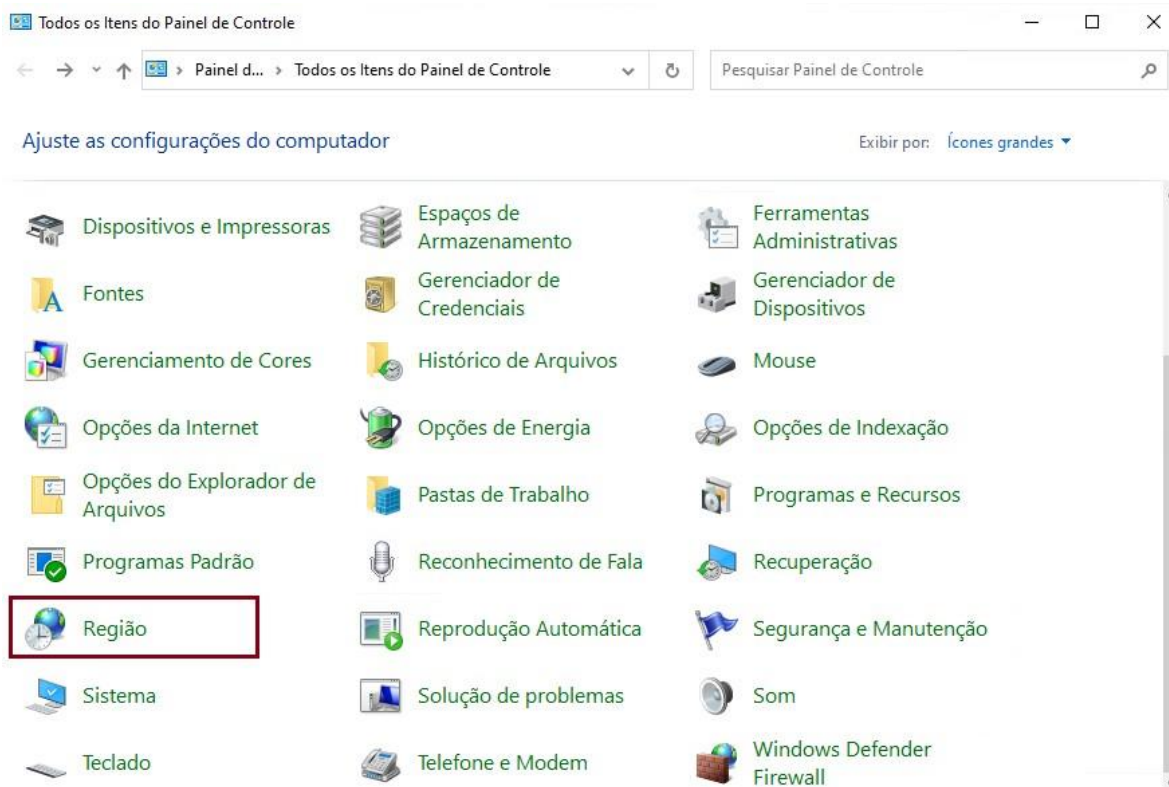 Todos os Itens do Painel de Controle
Painel d... > Todos os Itens do Painel de Controle
Pesquisar Painel de Controle
Ajuste as configurações do computador
Exibir por: Ícones grandes
Dispositivos e Impressoras
Espaços de
Armazenamento
Ferramentas
Administrativas
Fontes
Gerenciador de
Credenciais
Gerenciador de
Dispositivos
Gerenciamento de Cores
Histórico de Arquivos
Mouse
Opções da Internet
Opções de Energia
Opções de Indexação
Opções do Explorador de
Arquivos
Pastas de Trabalho
Programas e Recursos
Programas Padrão
Reconhecimento de Fala
Recuperação
Região
Reprodução Automática
Segurança e Manutenção
Sistema
Solução de problemas
Som
Teclado
Telefone e Modem
Windows Defender
Firewall